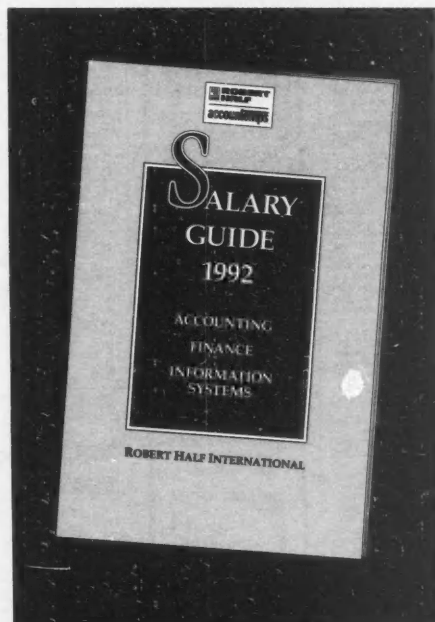 ROBERT
HALF
accountemps
SALARY
GUIDE
1992
ACCOUNTING
FINANCE
INFORMATION
SYSTEMS
ROBERT HALF INTERNATIONAL